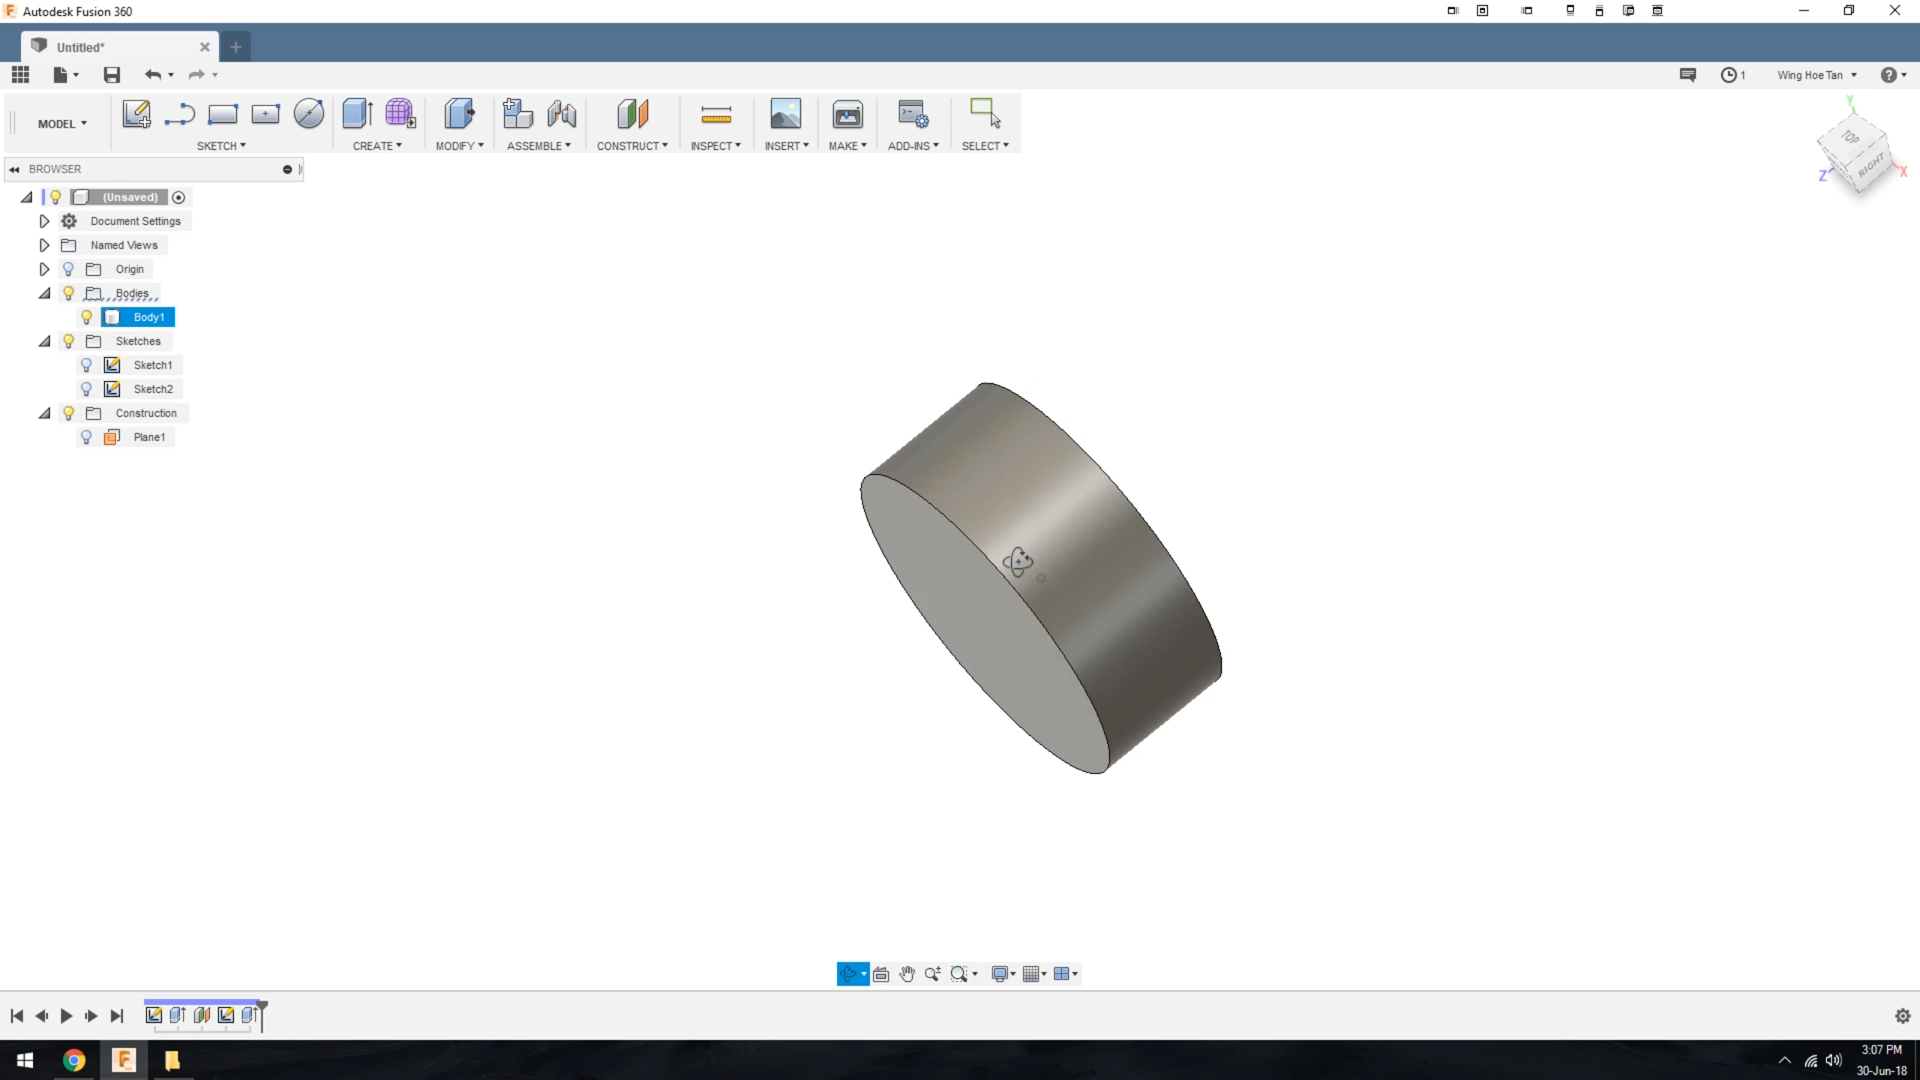 Autodesk Fusion 360
Untitled*
1
Wing Hoe Tan
MODEL
SKETCH
CREATE
MODIFY
ASSEMBLE
CONSTRUCT
INSPECT
INSERT
MAKE
ADD-INS
SELECT
Y
TOP
RIGHT
Z
X
BROWSER
(Unsaved)
Document Settings
Named Views
Origin
Bodies
Body1
Sketches
Sketch1
Sketch2
Construction
Plane1
3:07 PM
30-Jun-18